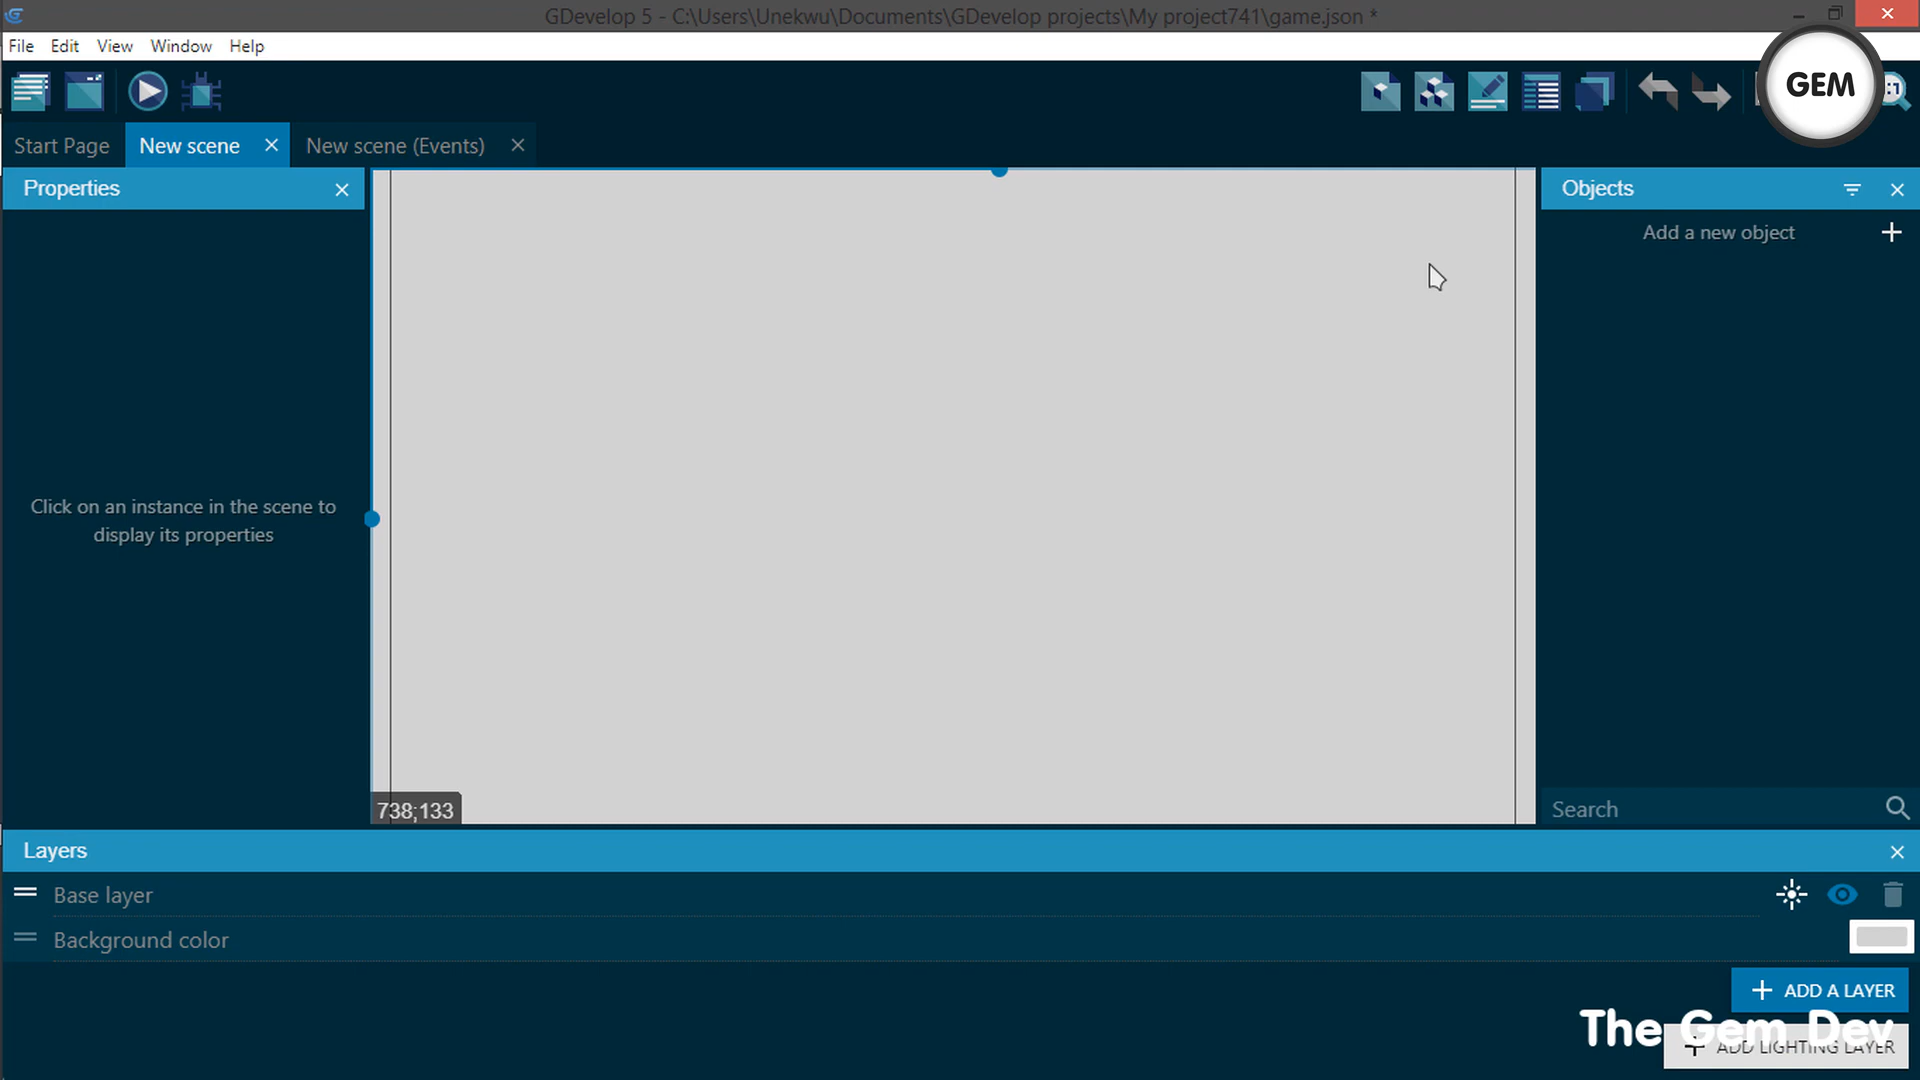 GDevelop 5 - C:\Users\Unekwu\Documents\GDevelop projects\My project741\game.json *
File Edit View Window Help
GEM
:1
Start Page New scene New scene (Events)
Properties
Objects
Add a new object
Click on an instance in the scene to
display its properties
738;133
Search
Layers
Base layer
Background color
ADD A LAYER
The Gem Dev
ADD LIGHTING LAYER